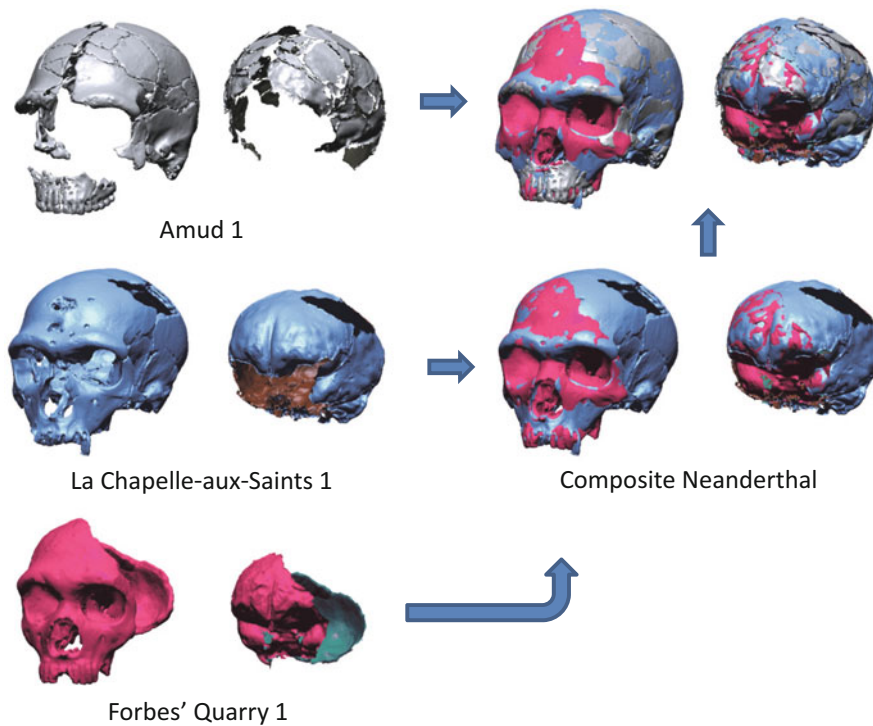 Amud 1
La Chapelle-aux-Saints 1
Composite Neanderthal
Forbes’ Quarry 1